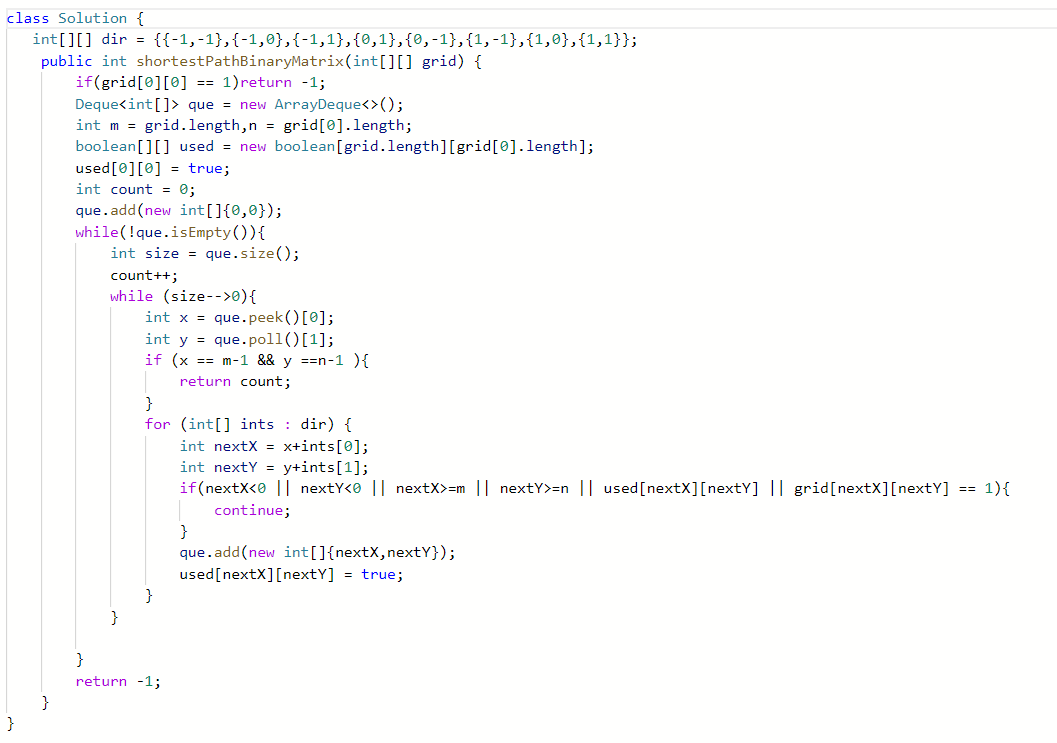 class Solution {
int[][] dir = {{-1,-1},{-1,0},{-1,1},{0,1},{0,-1},{1,-1},{1,0},{1,1}};
public int shortestPathBinaryMatrix(int[][] grid) {
if(grid[0][0] == 1)return -1;
Deque<int[]> que = new ArrayDeque<>();
int m = grid.length,n = grid[0].length;
boolean[][] used = new boolean[grid.length][grid[0].length];
used[0][0] = true;
int count = 0;
que.add(new int[]{0,0});
while(!que.isEmpty()){
int size = que.size();
count++;
while (size-->0){
int x = que.peek()[0];
int y = que.poll()[1];
if (x == m-1 && y ==n-1 ){
return count;
}
for (int[] ints : dir) {
int nextX = x+ints[0];
int nextY = y+ints[1];
if(nextX<0 || nextY<0 || nextX>=m || nextY>=n || used[nextX][nextY] || grid[nextX][nextY] == 1){
continue;
}
que.add(new int[]{nextX,nextY});
used[nextX][nextY] = true;
}
}
}
return -1;
}
}